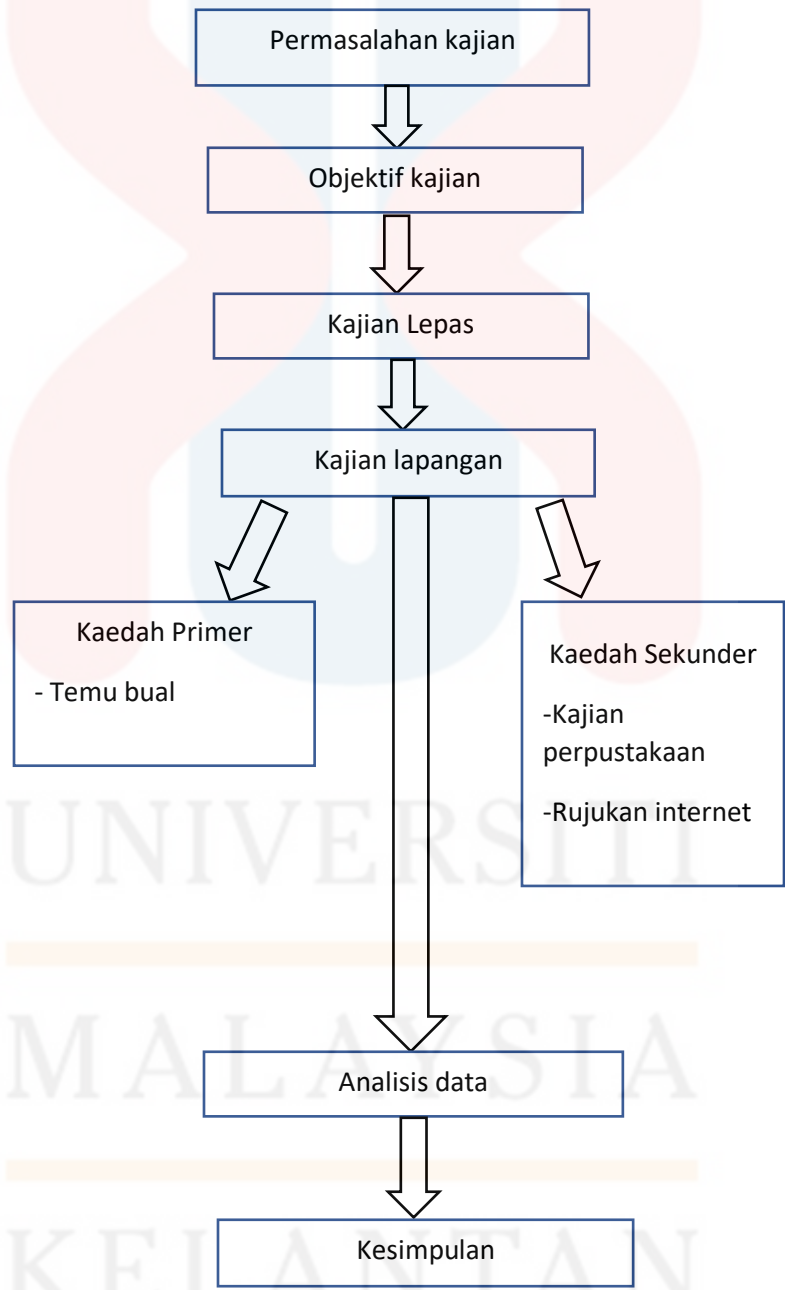 Permasalahan kajian
Objektif kajian
Kajian Lepas
Kajian lapangan
Kaedah Primer
- Temu bual
Kaedah Sekunder
-Kajian
perpustakaan
-Rujukan internet
UNIVERSITI
MALAYSIA
Analisis data
Kesimpulan
KELANTAN